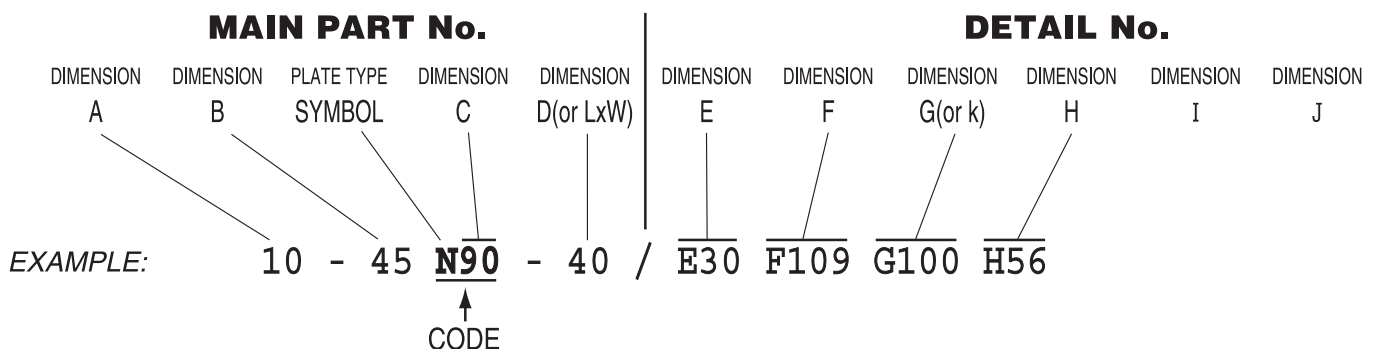 MAIN PART No. DETAIL No.
DIMENSION DIMENSION PLATE TYPE DIMENSION DIMENSION DIMENSION DIMENSION DIMENSION DIMENSION DIMENSION DIMENSION
A B SYMBOL C D(or LxW) E F G(or k) H I J
EXAMPLE: 10 - 45 N90 - 40 / E30 F109 G100 H56
CODE